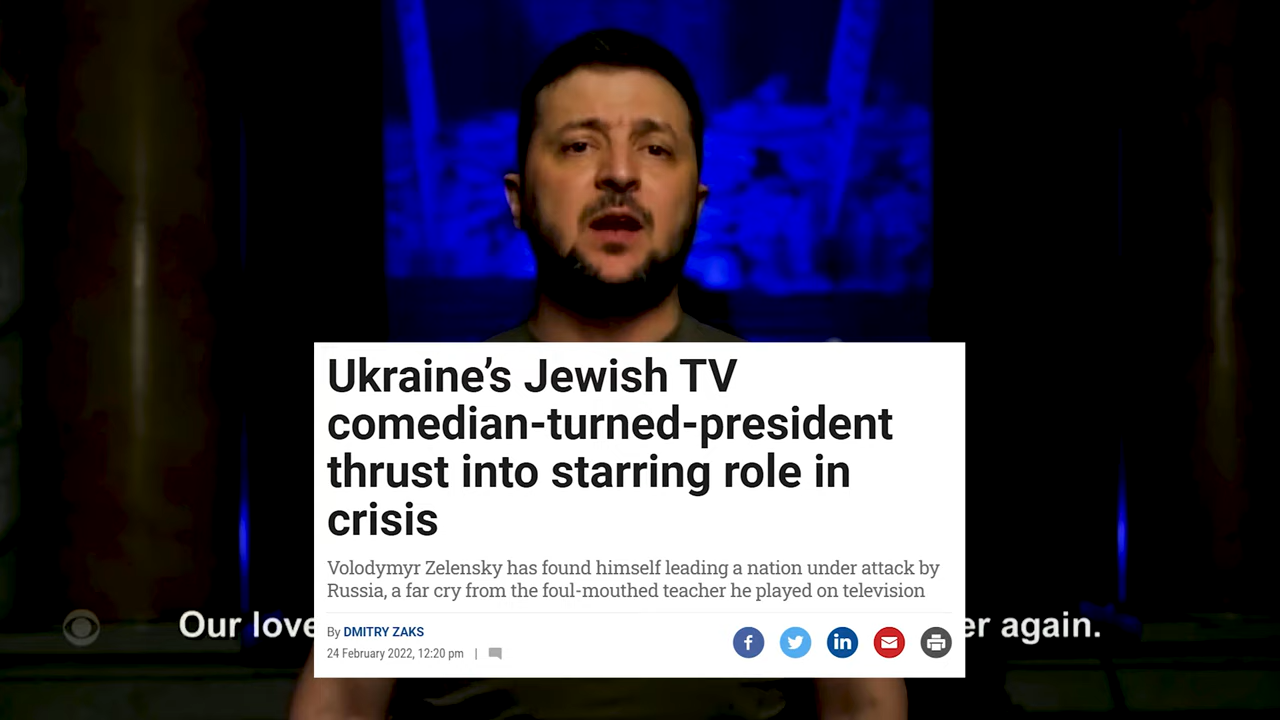 Ukraine’s Jewish TV
comedian-turned-president
thrust into starring role in
crisis
Volodymyr Zelensky has found himself leading a nation under attack by
Russia, a far cry from the foul-mouthed teacher he played on television
By DMITRY ZAKS
24 February 2022, 12:20 pm |
f
in
Our love
again.